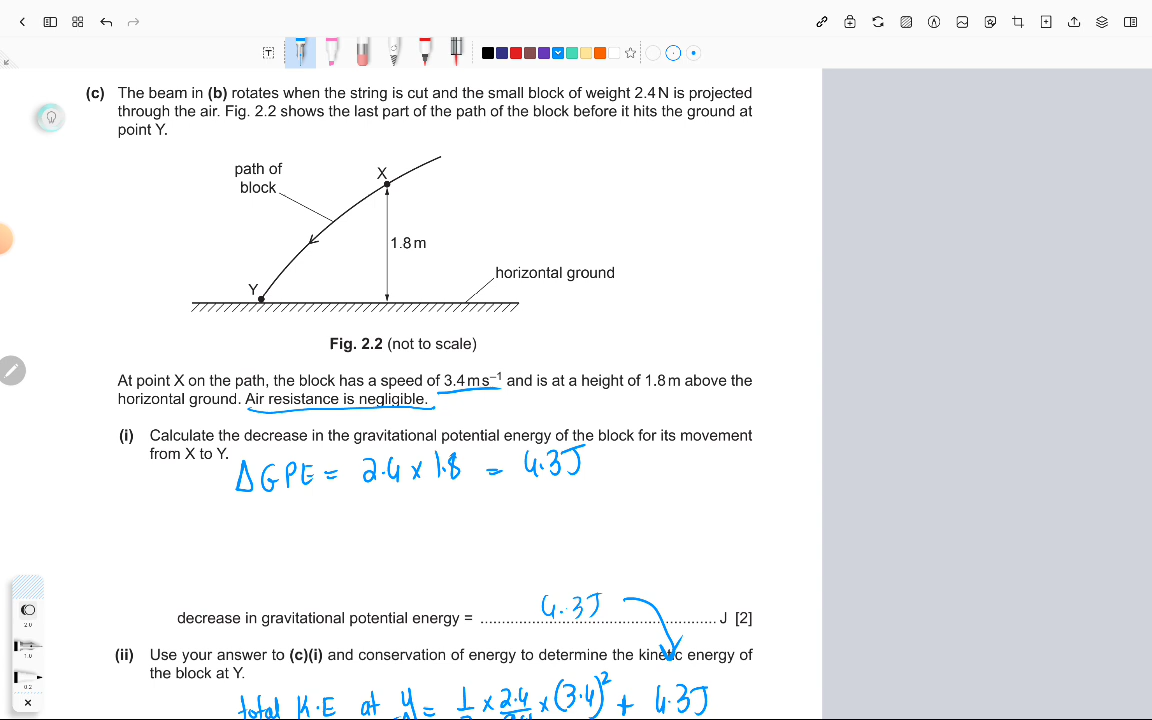 (c) The beam in (b) rotates when the string is cut and the small block of weight 2.4 N is projected
through the air. Fig. 2.2 shows the last part of the path of the block before it hits the ground at
point Y.
path of
block
X
1.8 m
Y
horizontal ground
Fig. 2.2 (not to scale)
At point X on the path, the block has a speed of 3.4 m s⁻¹ and is at a height of 1.8 m above the
horizontal ground. Air resistance is negligible.
(i) Calculate the decrease in the gravitational potential energy of the block for its movement
from X to Y.
ΔGPE = 2.4 × 1.8 = 4.3J
4.3J
decrease in gravitational potential energy = ...................................................... J [2]
(ii) Use your answer to (c)(i) and conservation of energy to determine the kinetic energy of
the block at Y.
total K.E at y = 1/2 × 2.4 × (3.4)² + 4.3J
2.0
1.0
0.2